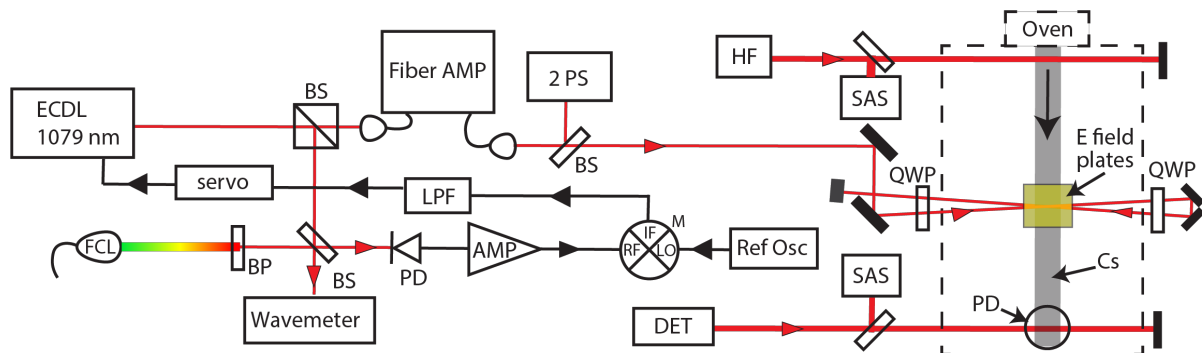 Oven
HF
SAS
Fiber AMP
2 PS
BS
ECDL
1079 nm
BS
E field
plates
QWP
QWP
servo
LPF
IF
M
RF
LO
Ref Osc
FCL
BP
BS
PD
AMP
Wavemeter
SAS
DET
PD
Cs